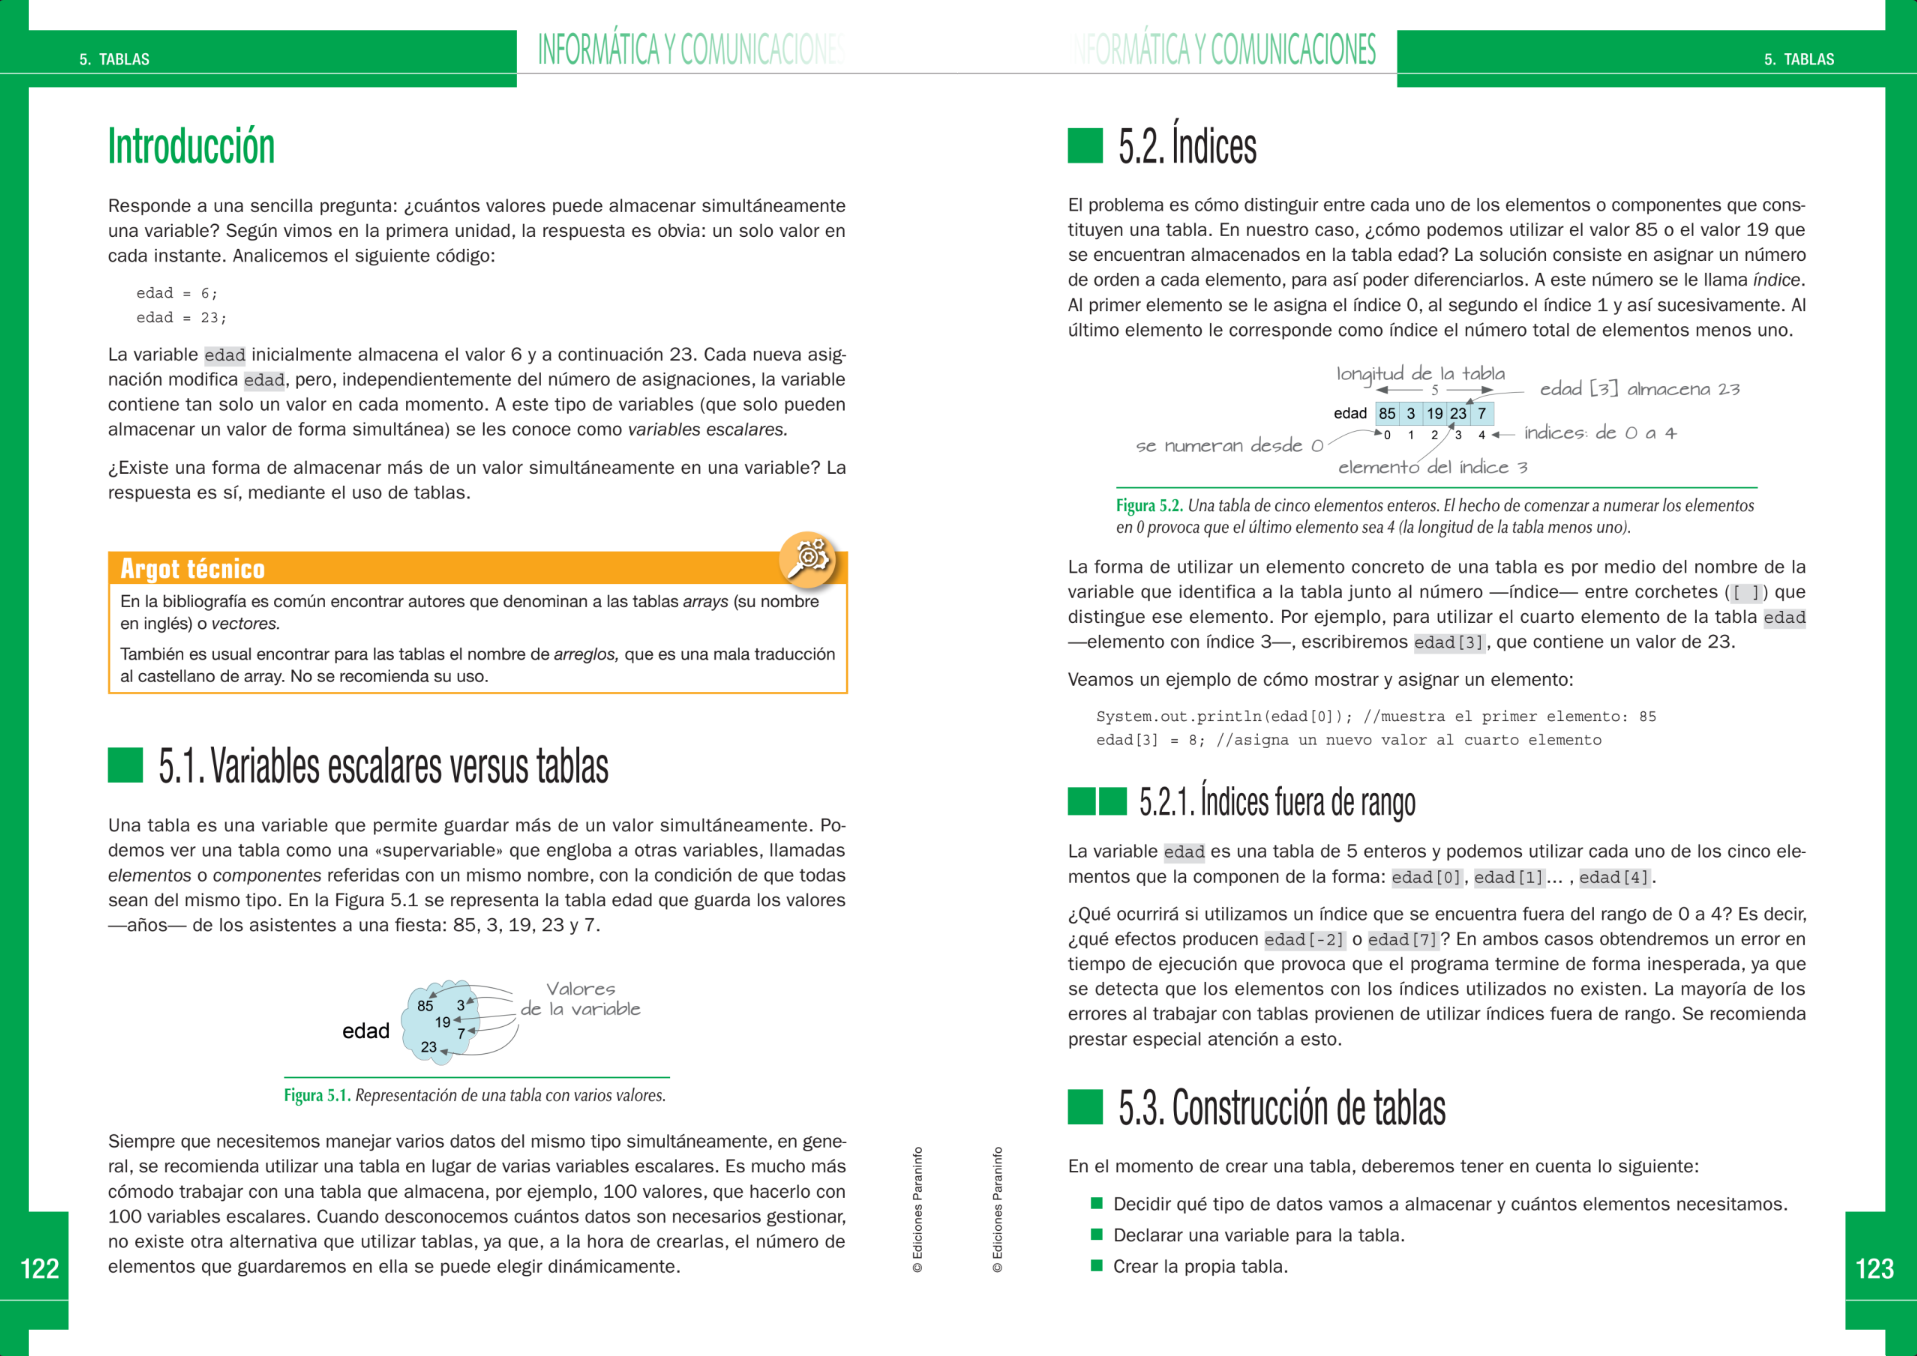 5. TABLAS
INFORMÁTICA Y COMUNICACIONES
Introducción
Responde a una sencilla pregunta: ¿cuántos valores puede almacenar simultáneamente
una variable? Según vimos en la primera unidad, la respuesta es obvia: un solo valor en
cada instante. Analicemos el siguiente código:
edad = 6;
edad = 23;
La variable edad inicialmente almacena el valor 6 y a continuación 23. Cada nueva asig-
nación modifica edad, pero, independientemente del número de asignaciones, la variable
contiene tan solo un valor en cada momento. A este tipo de variables (que solo pueden
almacenar un valor de forma simultánea) se les conoce como variables escalares.
¿Existe una forma de almacenar más de un valor simultáneamente en una variable? La
respuesta es sí, mediante el uso de tablas.
Argot técnico
En la bibliografía es común encontrar autores que denominan a las tablas arrays (su nombre
en inglés) o vectores.
También es usual encontrar para las tablas el nombre de arreglos, que es una mala traducción
al castellano de array. No se recomienda su uso.
5.1. Variables escalares versus tablas
Una tabla es una variable que permite guardar más de un valor simultáneamente. Po-
demos ver una tabla como una «supervariable» que engloba a otras variables, llamadas
elementos o componentes referidas con un mismo nombre, con la condición de que todas
sean del mismo tipo. En la Figura 5.1 se representa la tabla edad que guarda los valores
—años— de los asistentes a una fiesta: 85, 3, 19, 23 y 7.
Valores
de la variable
85 3
19
7
23
edad
Figura 5.1. Representación de una tabla con varios valores.
Siempre que necesitemos manejar varios datos del mismo tipo simultáneamente, en gene-
ral, se recomienda utilizar una tabla en lugar de varias variables escalares. Es mucho más
cómodo trabajar con una tabla que almacena, por ejemplo, 100 valores, que hacerlo con
100 variables escalares. Cuando desconocemos cuántos datos son necesarios gestionar,
no existe otra alternativa que utilizar tablas, ya que, a la hora de crearlas, el número de
elementos que guardaremos en ella se puede elegir dinámicamente.
122
© Ediciones Paraninfo
INFORMÁTICA Y COMUNICACIONES
5. TABLAS
5.2. Índices
El problema es cómo distinguir entre cada uno de los elementos o componentes que cons-
tituyen una tabla. En nuestro caso, ¿cómo podemos utilizar el valor 85 o el valor 19 que
se encuentran almacenados en la tabla edad? La solución consiste en asignar un número
de orden a cada elemento, para así poder diferenciarlos. A este número se le llama índice.
Al primer elemento se le asigna el índice 0, al segundo el índice 1 y así sucesivamente. Al
último elemento le corresponde como índice el número total de elementos menos uno.
longitud de la tabla
5
edad [3] almacena 23
edad 85 3 19 23 7
0 1 2 3 4
indices: de 0 a 4
se numeran desde 0
elemento del indice 3
Figura 5.2. Una tabla de cinco elementos enteros. El hecho de comenzar a numerar los elementos
en 0 provoca que el último elemento sea 4 (la longitud de la tabla menos uno).
La forma de utilizar un elemento concreto de una tabla es por medio del nombre de la
variable que identifica a la tabla junto al número —índice— entre corchetes ([ ]) que
distingue ese elemento. Por ejemplo, para utilizar el cuarto elemento de la tabla edad
—elemento con índice 3—, escribiremos edad[3], que contiene un valor de 23.
Veamos un ejemplo de cómo mostrar y asignar un elemento:
System.out.println(edad[0]); //muestra el primer elemento: 85
edad[3] = 8; //asigna un nuevo valor al cuarto elemento
5.2.1. Índices fuera de rango
La variable edad es una tabla de 5 enteros y podemos utilizar cada uno de los cinco ele-
mentos que la componen de la forma: edad[0], edad[1]... , edad[4].
¿Qué ocurrirá si utilizamos un índice que se encuentra fuera del rango de 0 a 4? Es decir,
¿qué efectos producen edad[-2] o edad[7]? En ambos casos obtendremos un error en
tiempo de ejecución que provoca que el programa termine de forma inesperada, ya que
se detecta que los elementos con los índices utilizados no existen. La mayoría de los
errores al trabajar con tablas provienen de utilizar índices fuera de rango. Se recomienda
prestar especial atención a esto.
5.3. Construcción de tablas
En el momento de crear una tabla, deberemos tener en cuenta lo siguiente:
Decidir qué tipo de datos vamos a almacenar y cuántos elementos necesitamos.
Declarar una variable para la tabla.
Crear la propia tabla.
© Ediciones Paraninfo
123